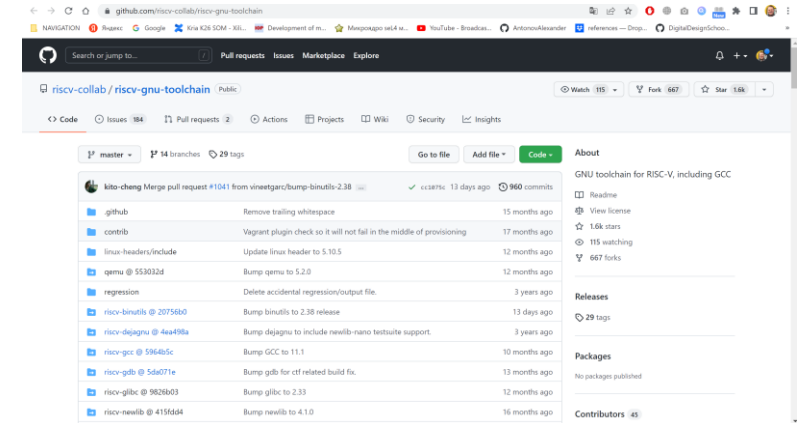 github.com/riscv-collab/riscv-gnu-toolchain
NAVIGATION Яндекс Google Kria K26 SOM - Xili... Development of m... Микроядро seL4 и... YouTube - Broadcas... AntonovAlexander references — Drop... DigitalDesignSchoo... »
Search or jump to... / Pull requests Issues Marketplace Explore
riscv-collab / riscv-gnu-toolchain Public Watch 115 Fork 667 Star 1.6k
Code Issues 184 Pull requests 2 Actions Projects Wiki Security Insights
master 14 branches 29 tags Go to file Add file Code
kito-cheng Merge pull request #1041 from vineetgarc/bump-binutils-2.38 ... 13 days ago 960 commits
.github Remove trailing whitespace 15 months ago
contrib Vagrant plugin check so it will not fail in the middle of provisioning 17 months ago
linux-headers/include Update linux header to 5.10.5 12 months ago
qemu @ 553032d Bump qemu to 5.2.0 12 months ago
regression Delete accidental regression/output file. 3 years ago
riscv-binutils @ 20756b0 Bump binutils to 2.38 release 13 days ago
riscv-dejagnu @ 4ea498a Bump dejagnu to include newlib-nano testsuite support. 3 years ago
riscv-gcc @ 5964b5c Bump GCC to 11.1 10 months ago
riscv-gdb @ 5da071e Bump gdb for ctf related build fix. 13 months ago
riscv-glibc @ 9826b03 Bump glibc to 2.33 12 months ago
riscv-newlib @ 415fdd4 Bump newlib to 4.1.0 16 months ago
About
GNU toolchain for RISC-V, including GCC
Readme
View license
1.6k stars
115 watching
667 forks
Releases
29 tags
Packages
No packages published
Contributors 45